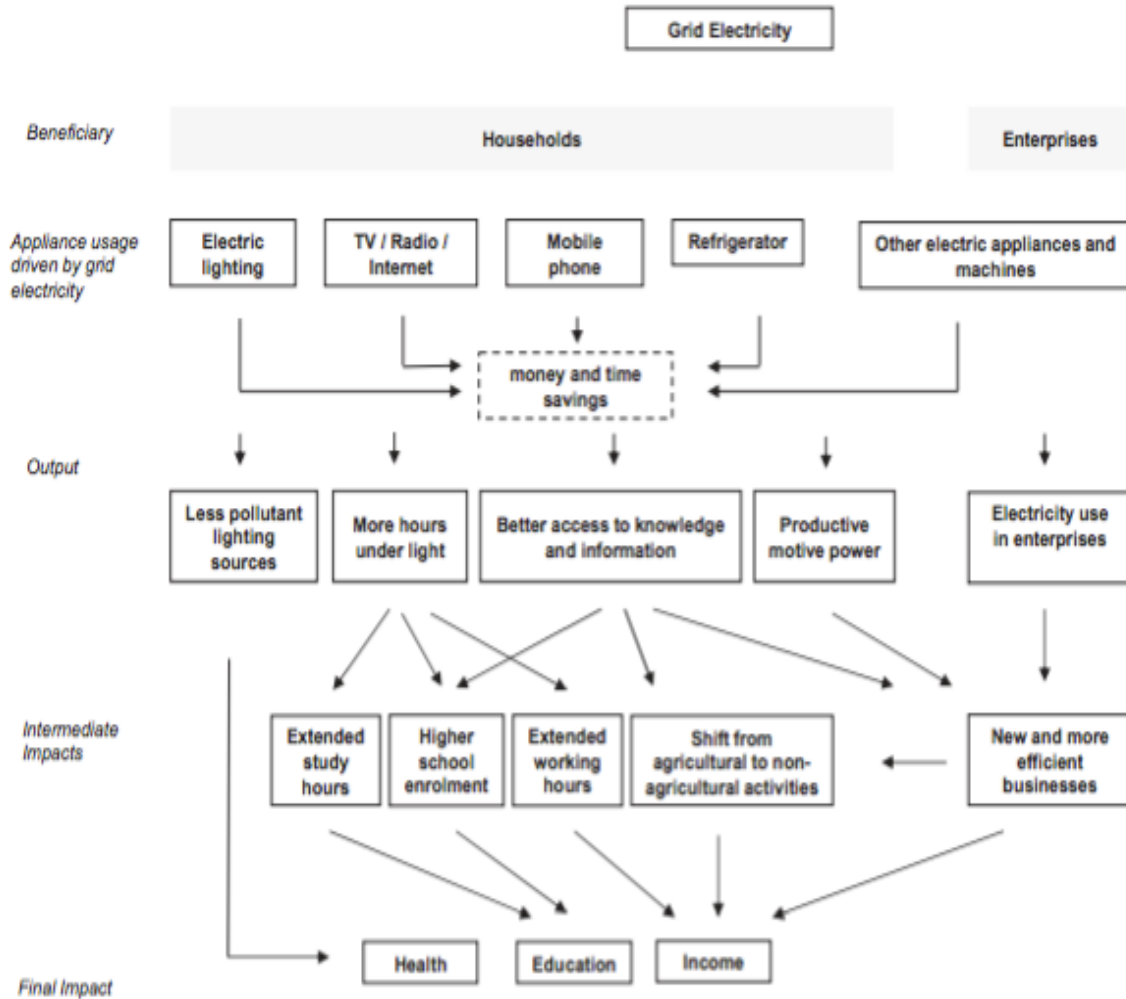 Grid Electricity
Beneficiary
Households
Enterprises
Appliance usage
driven by grid
electricity
Electric
lighting
TV / Radio /
Internet
Mobile
phone
Refrigerator
Other electric appliances and
machines
money and time
savings
Output
Less pollutant
lighting
sources
More hours
under light
Better access to knowledge
and information
Productive
motive power
Electricity use
in enterprises
Intermediate
Impacts
Extended
study
hours
Higher
school
enrolment
Extended
working
hours
Shift from
agricultural to non-
agricultural activities
New and more
efficient
businesses
Health
Education
Income
Final Impact